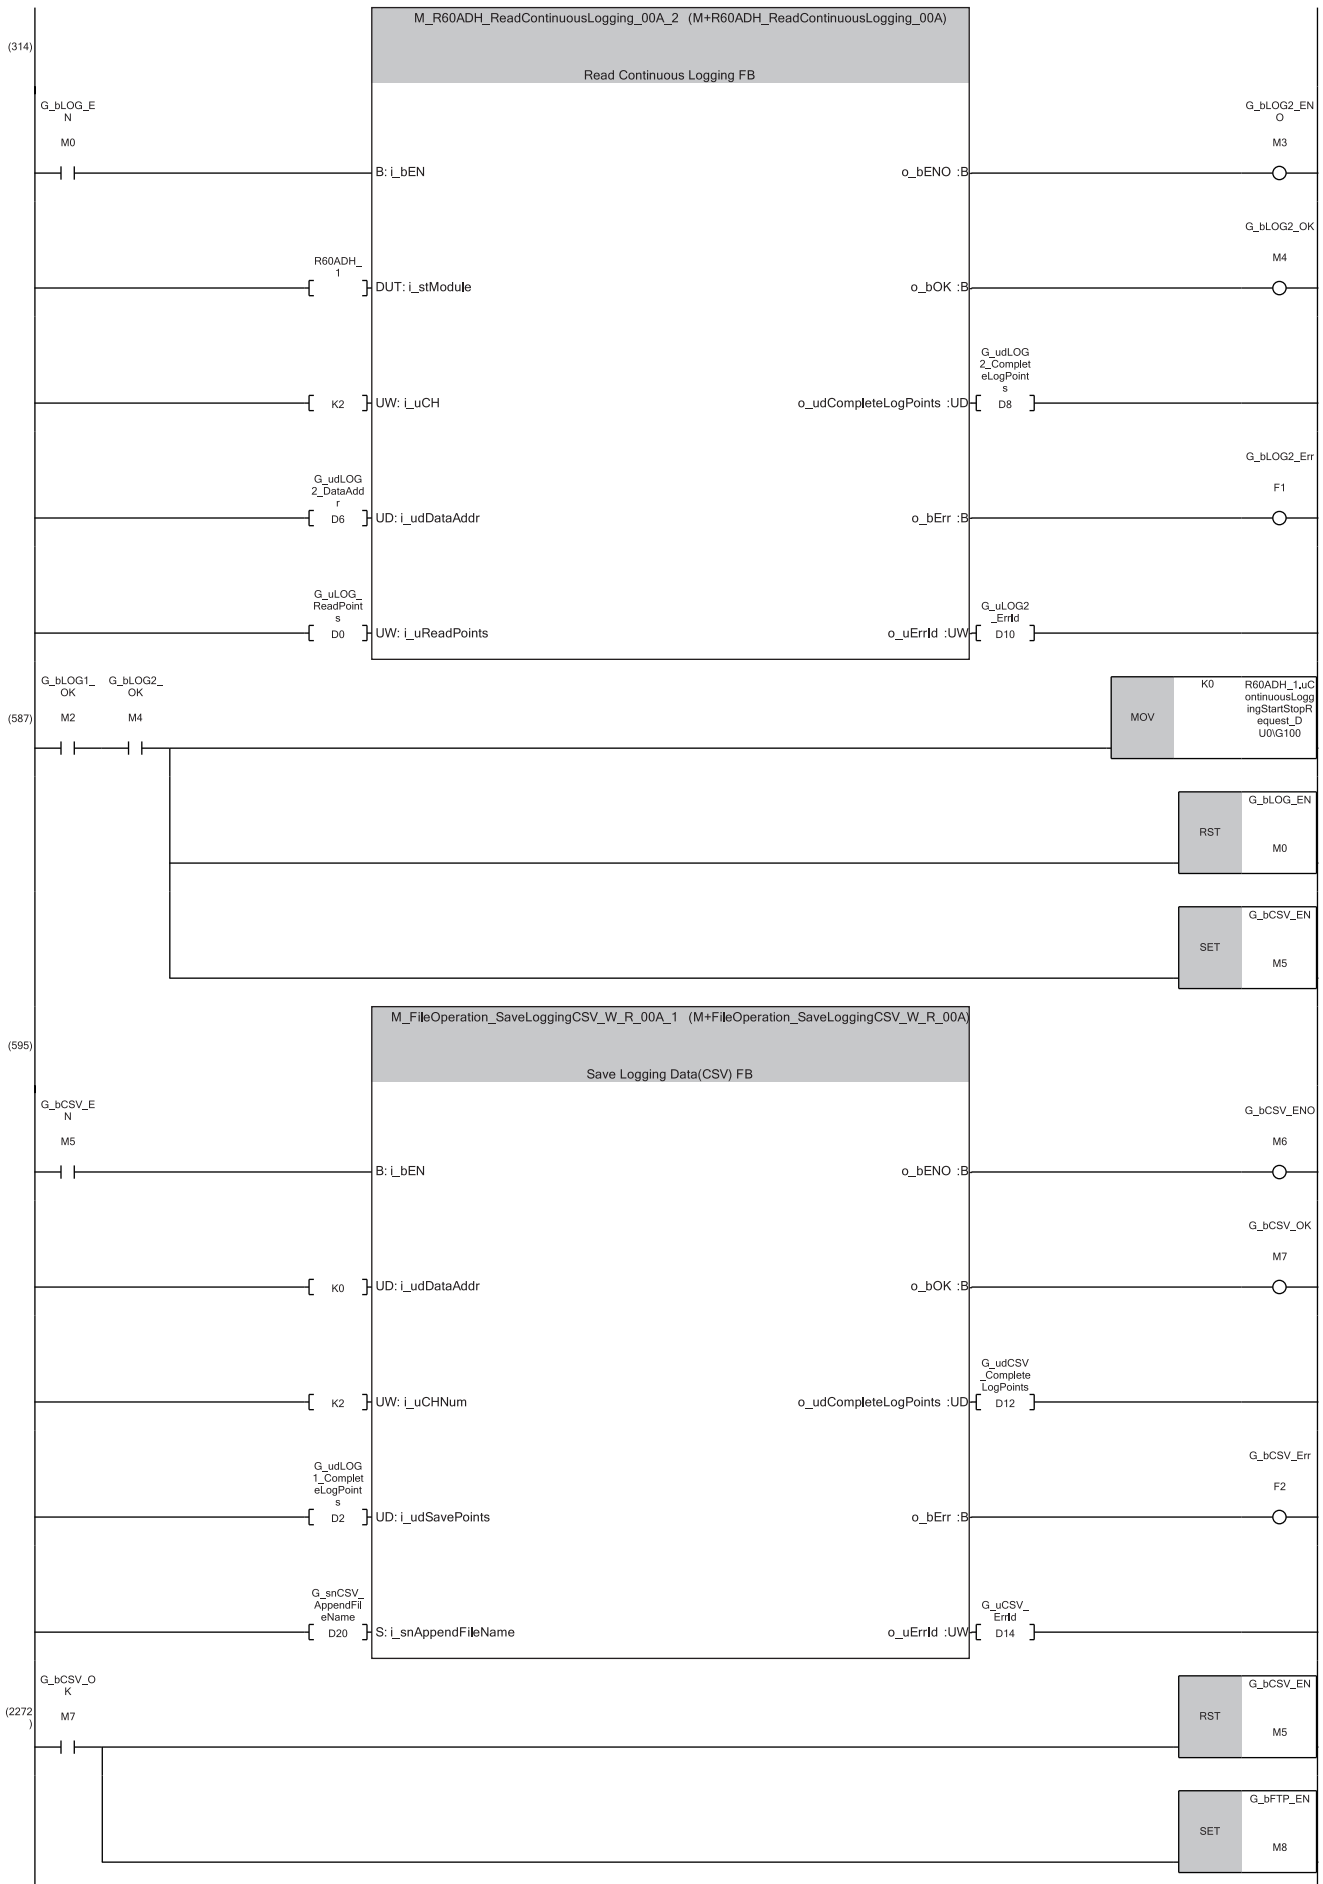 M_R60ADH_ReadContinuousLogging_00A_2 (M+R60ADH_ReadContinuousLogging_00A)
(314)
Read Continuous Logging FB
G_bLOG_E
N
M0
G_bLOG2_EN
O
M3
B: i_bEN
o_bENO :B
G_bLOG2_OK
M4
R60ADH_
1
DUT: i_stModule
o_bOK :B
G_udLOG
2_Complet
eLogPoint
s
K2
UW: i_uCH
o_udCompleteLogPoints :UD
D8
G_bLOG2_Err
F1
G_udLOG
2_DataAdd
r
D6
UD: i_udDataAddr
o_bErr :B
G_uLOG_
ReadPoint
s
D0
UW: i_uReadPoints
o_uErrId :UW
G_uLOG2
_ErrId
D10
G_bLOG1_
OK
M2
G_bLOG2_
OK
M4
(587)
MOV
K0
R60ADH_1.uC
ontinuousLogg
ingStartStopR
equest_D
U0\G100
RST
G_bLOG_EN
M0
SET
G_bCSV_EN
M5
M_FileOperation_SaveLoggingCSV_W_R_00A_1 (M+FileOperation_SaveLoggingCSV_W_R_00A)
(595)
Save Logging Data(CSV) FB
G_bCSV_E
N
M5
G_bCSV_ENO
M6
B: i_bEN
o_bENO :B
G_bCSV_OK
M7
K0
UD: i_udDataAddr
o_bOK :B
G_udCSV
_Complete
LogPoints
K2
UW: i_uCHNum
o_udCompleteLogPoints :UD
D12
G_bCSV_Err
F2
G_udLOG
1_Complet
eLogPoint
s
D2
UD: i_udSavePoints
o_bErr :B
G_snCSV_
AppendFil
eName
D20
S: i_snAppendFileName
o_uErrId :UW
G_uCSV_
ErrId
D14
G_bCSV_O
K
M7
(2272
)
RST
G_bCSV_EN
M5
SET
G_bFTP_EN
M8